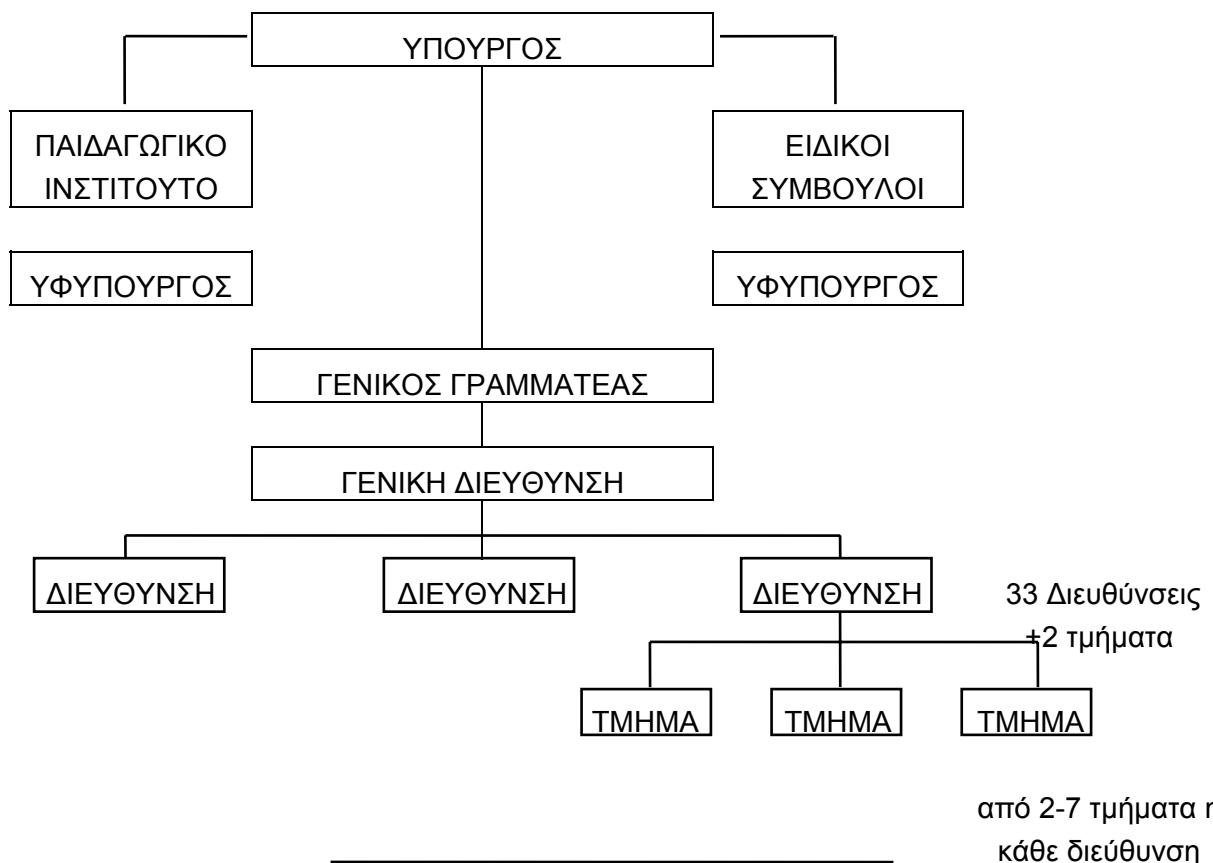 ΥΠΟΥΡΓΟΣ
ΠΑΙΔΑΓΩΓΙΚΟ
ΙΝΣΤΙΤΟΥΤΟ
ΕΙΔΙΚΟΙ
ΣΥΜΒΟΥΛΟΙ
ΥΦΥΠΟΥΡΓΟΣ
ΥΦΥΠΟΥΡΓΟΣ
ΓΕΝΙΚΟΣ ΓΡΑΜΜΑΤΕΑΣ
ΓΕΝΙΚΗ ΔΙΕΥΘΥΝΣΗ
ΔΙΕΥΘΥΝΣΗ
ΔΙΕΥΘΥΝΣΗ
ΔΙΕΥΘΥΝΣΗ
33 Διευθύνσεις
+2 τμήματα
ΤΜΗΜΑ
ΤΜΗΜΑ
ΤΜΗΜΑ
από 2-7 τμήματα
κάθε διεύθυνση